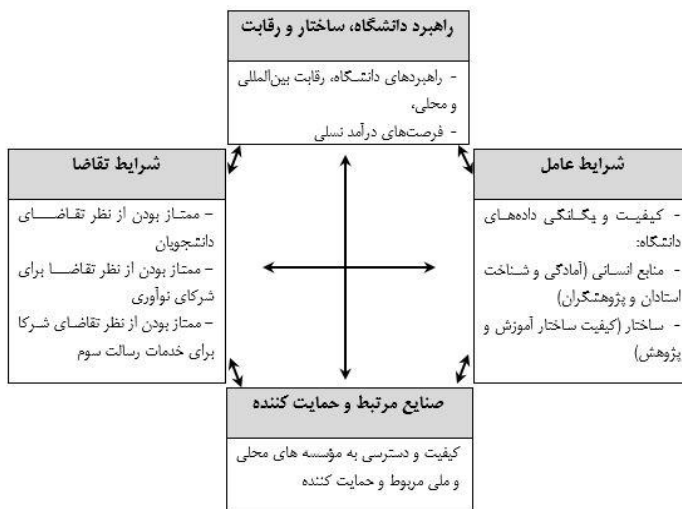 راهبرد دانشگاه، ساختار و رقابت
- راهبردهای دانشگاه، رقابت بین‌المللی
و محلی،
- فرصت‌های درآمد نسلی
شرایط عامل
- کیفیت و یگانگی داده‌های
دانشگاه:
- منابع انسانی (آمادگی و شناخت
استادان و پژوهشگران)
- ساختار (کیفیت ساختار آموزش و
پژوهش)
شرایط تقاضا
- ممتاز بودن از نظر تقاضای
دانشجویان
- ممتاز بودن از نظر تقاضا برای
شرکای نوآوری
- ممتاز بودن از نظر تقاضای شرکا
برای خدمات رسالت سوم
صنایع مرتبط و حمایت کننده
کیفیت و دسترسی به مؤسسه های محلی
و ملی مربوط و حمایت کننده